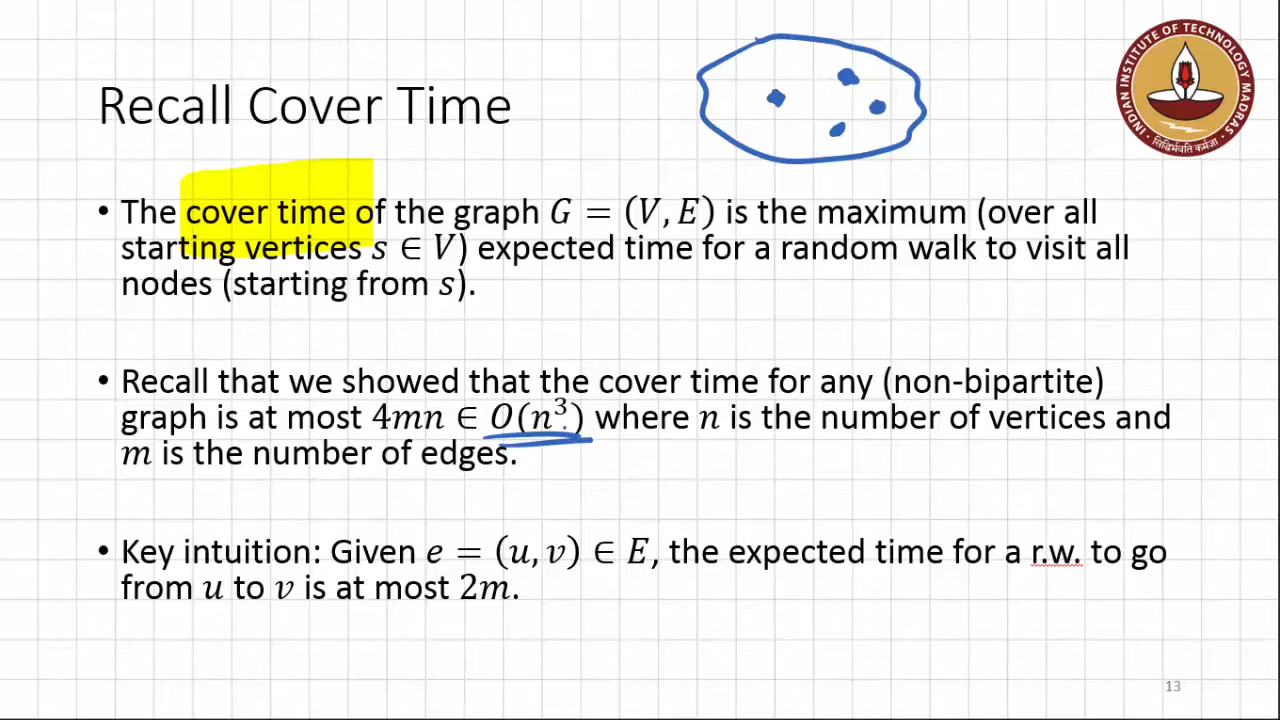 Recall Cover Time
INDIAN INSTITUTE OF TECHNOLOGY MADRAS
सिद्धिर्भवति कर्मजा
• The cover time of the graph G = (V, E) is the maximum (over all
starting vertices s ∈ V) expected time for a random walk to visit all
nodes (starting from s).
• Recall that we showed that the cover time for any (non-bipartite)
graph is at most 4mn ∈ O(n³) where n is the number of vertices and
m is the number of edges.
• Key intuition: Given e = (u, v) ∈ E, the expected time for a r.w. to go
from u to v is at most 2m.
13